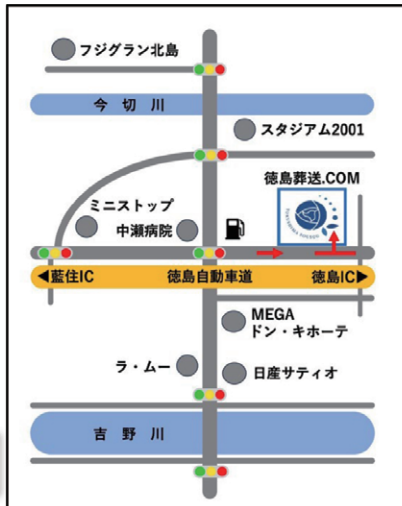 フジグラン北島
今切川
スタジアム2001
徳島葬送.COM
ミニストップ
中瀬病院
◀藍住IC
徳島自動車道
徳島IC▶
MEGA
ドン・キホーテ
ラ・ムー
日産サティオ
吉野川